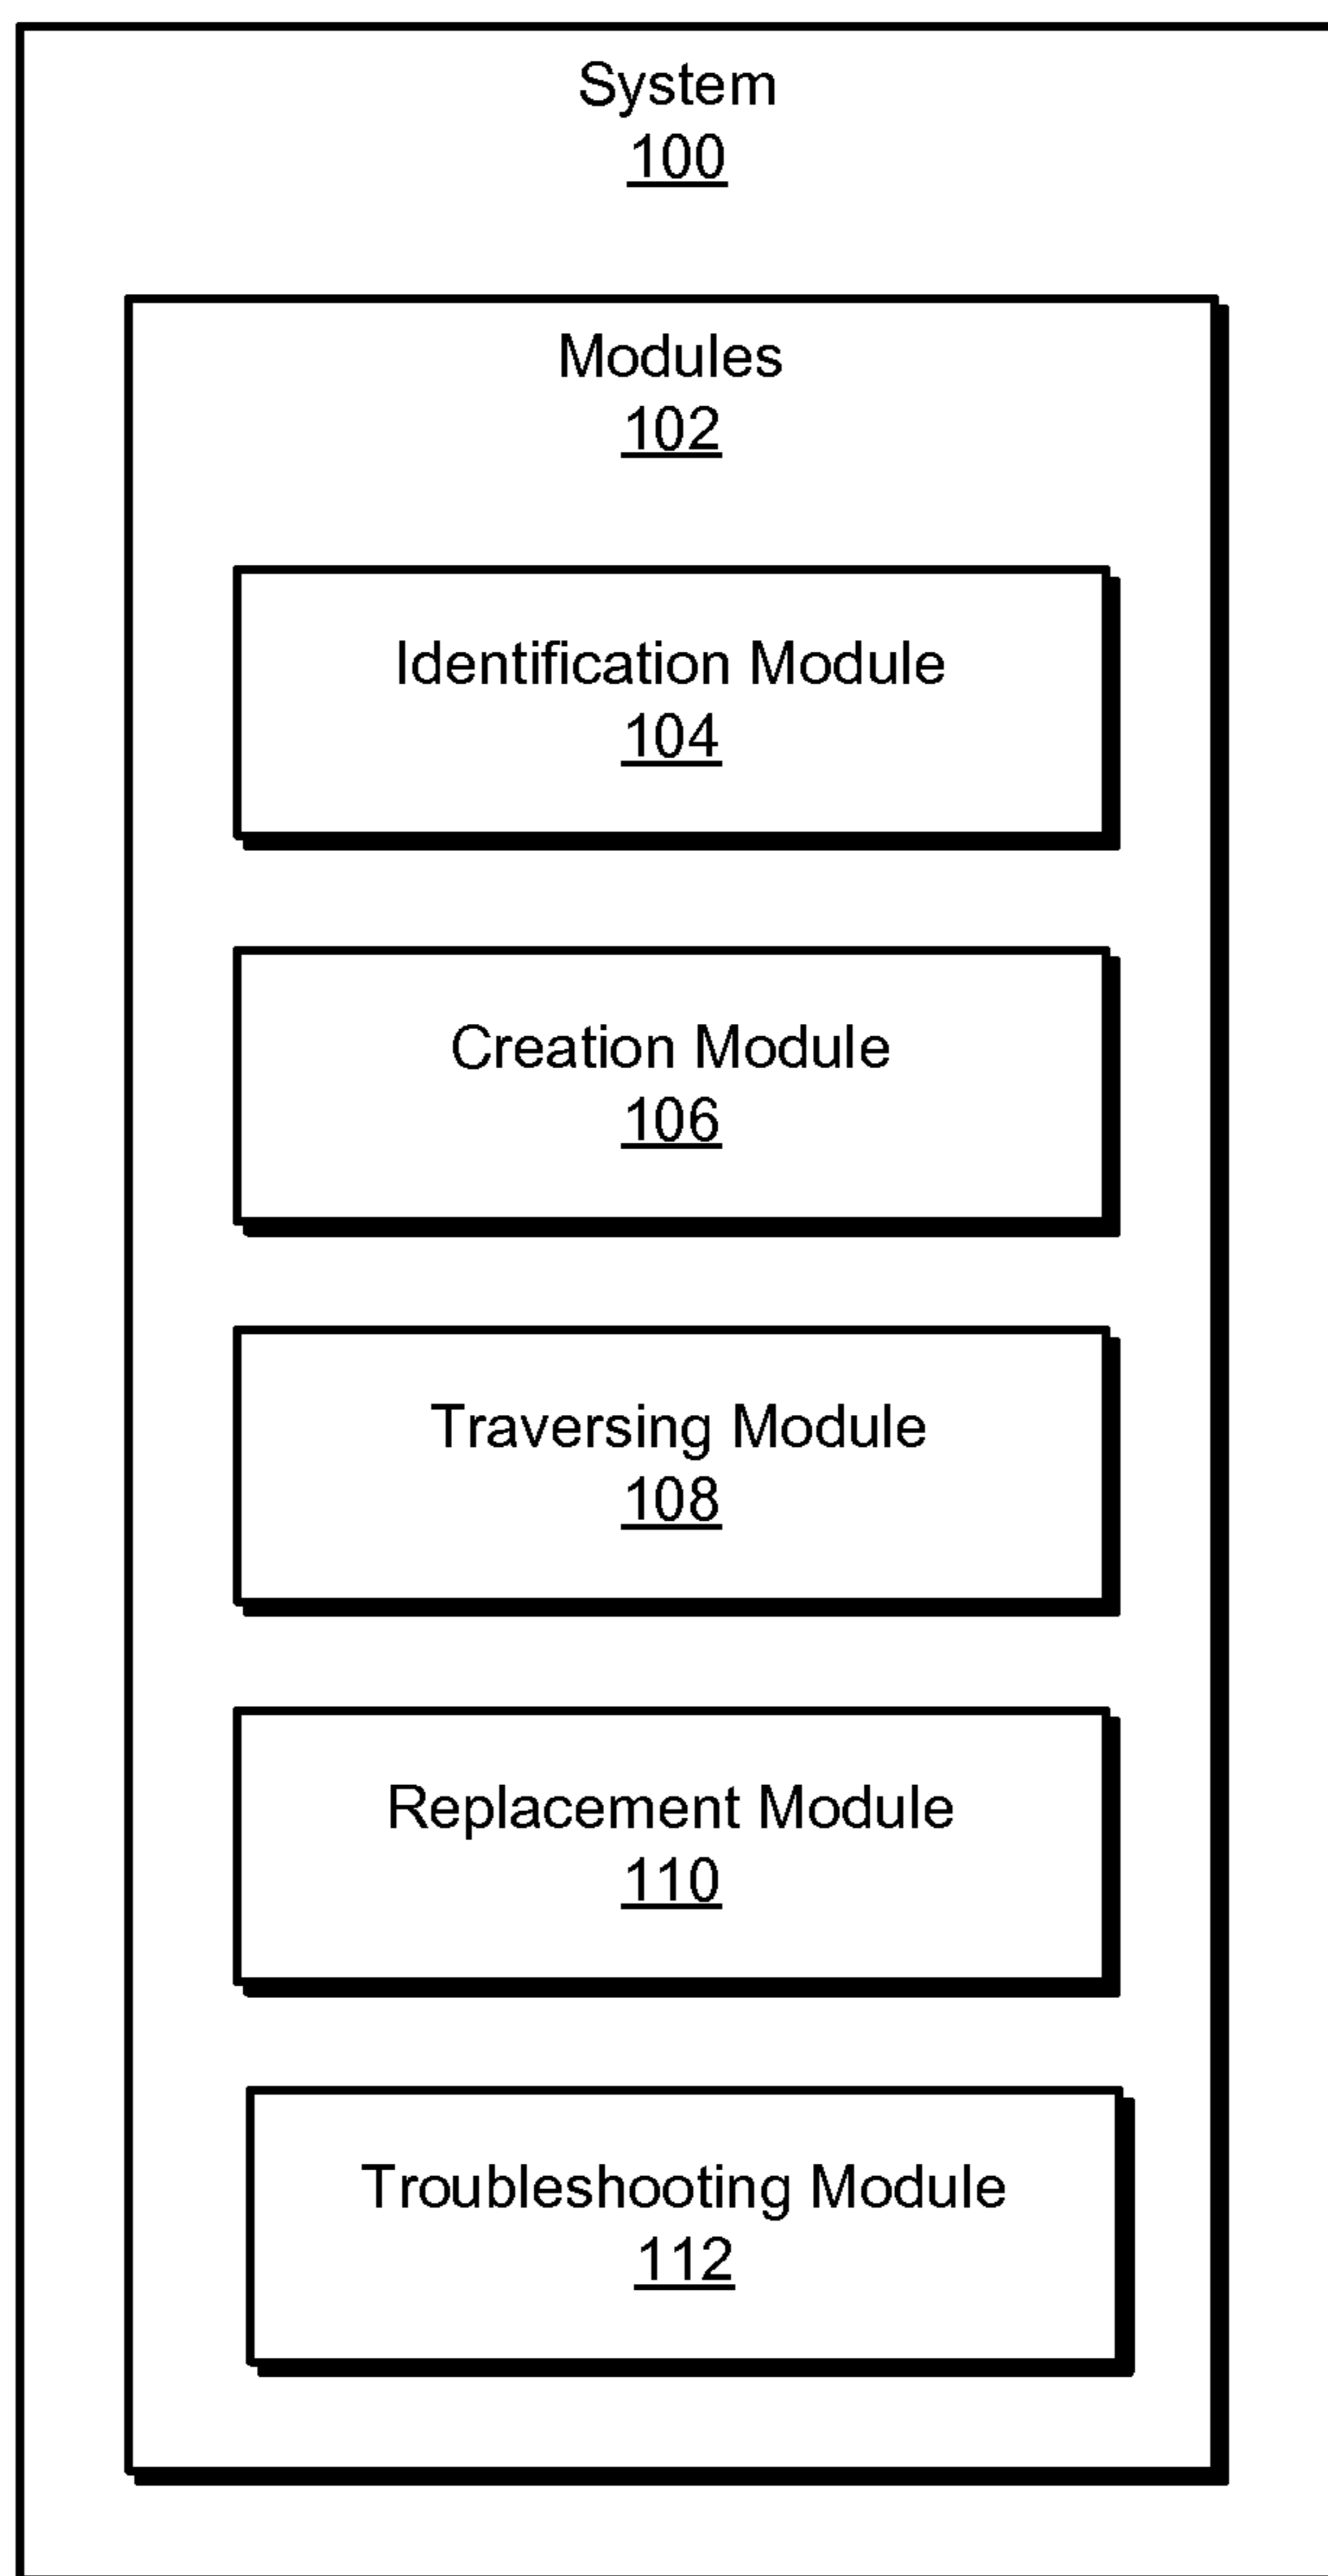 System
100
Modules
102
Identification Module
104
Creation Module
106
Traversing Module
108
Replacement Module
110
Troubleshooting Module
112